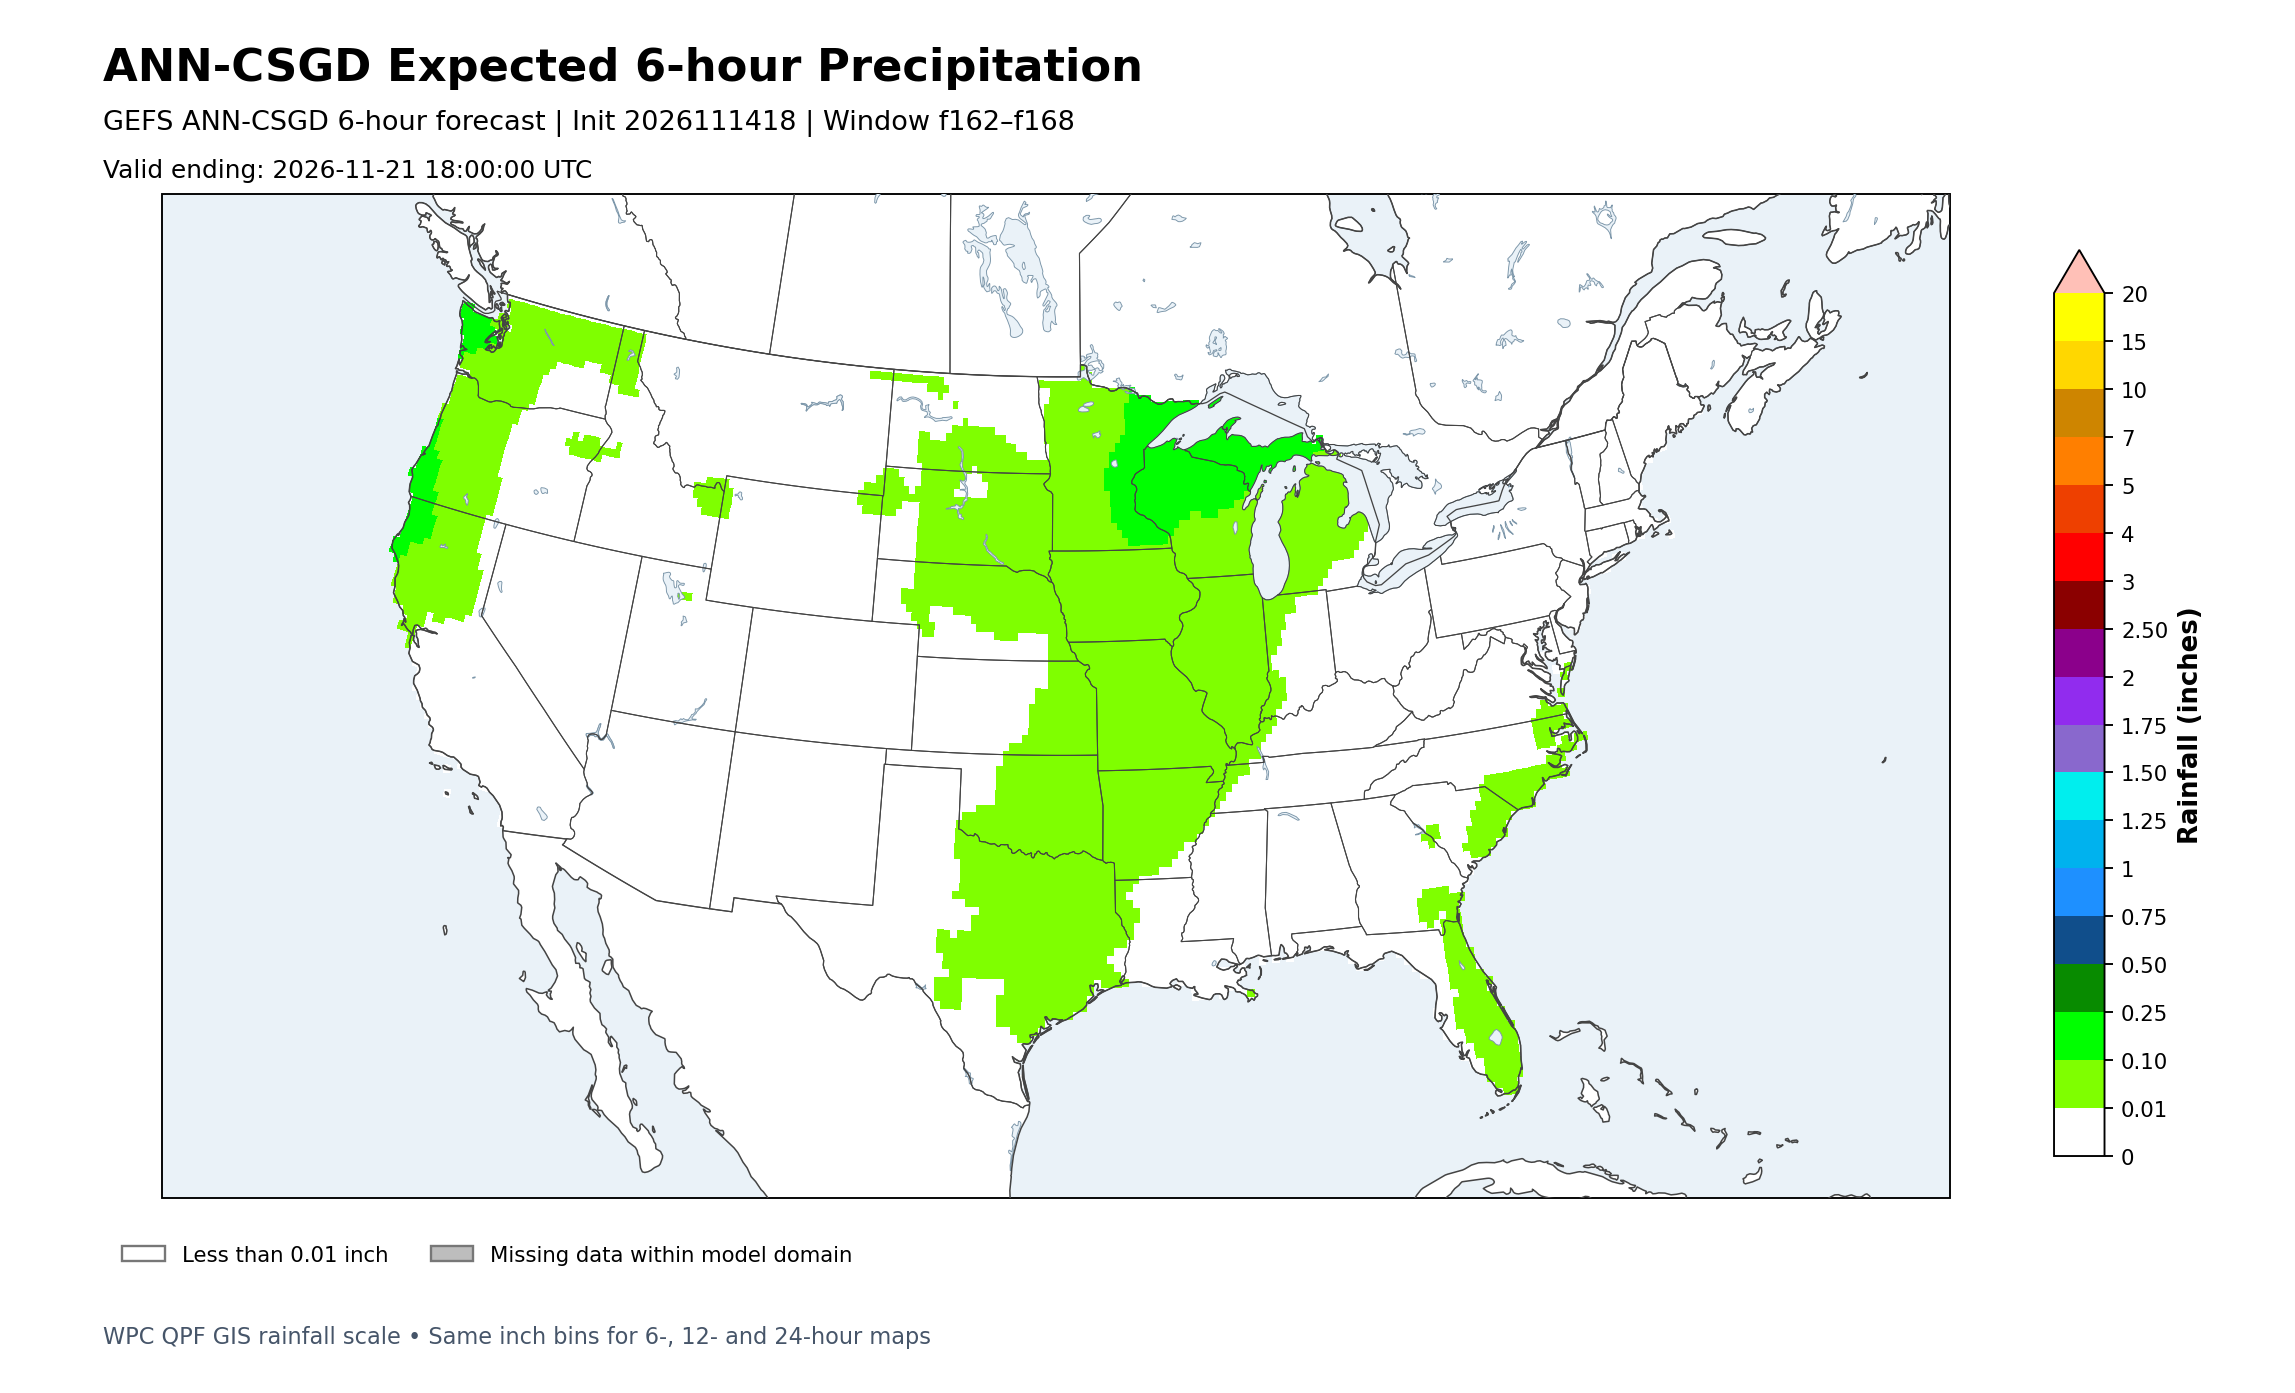 ANN-CSGD Expected 6-hour Precipitation
GEFS ANN-CSGD 6-hour forecast | Init 2026111418 | Window f162–f168
Valid ending: 2026-11-21 18:00:00 UTC
20
15
10
7
5
4
3
2.50
2
1.75
1.50
1.25
1
0.75
0.50
0.25
0.10
0.01
0
Rainfall (inches)
Less than 0.01 inch
Missing data within model domain
WPC QPF GIS rainfall scale • Same inch bins for 6-, 12- and 24-hour maps